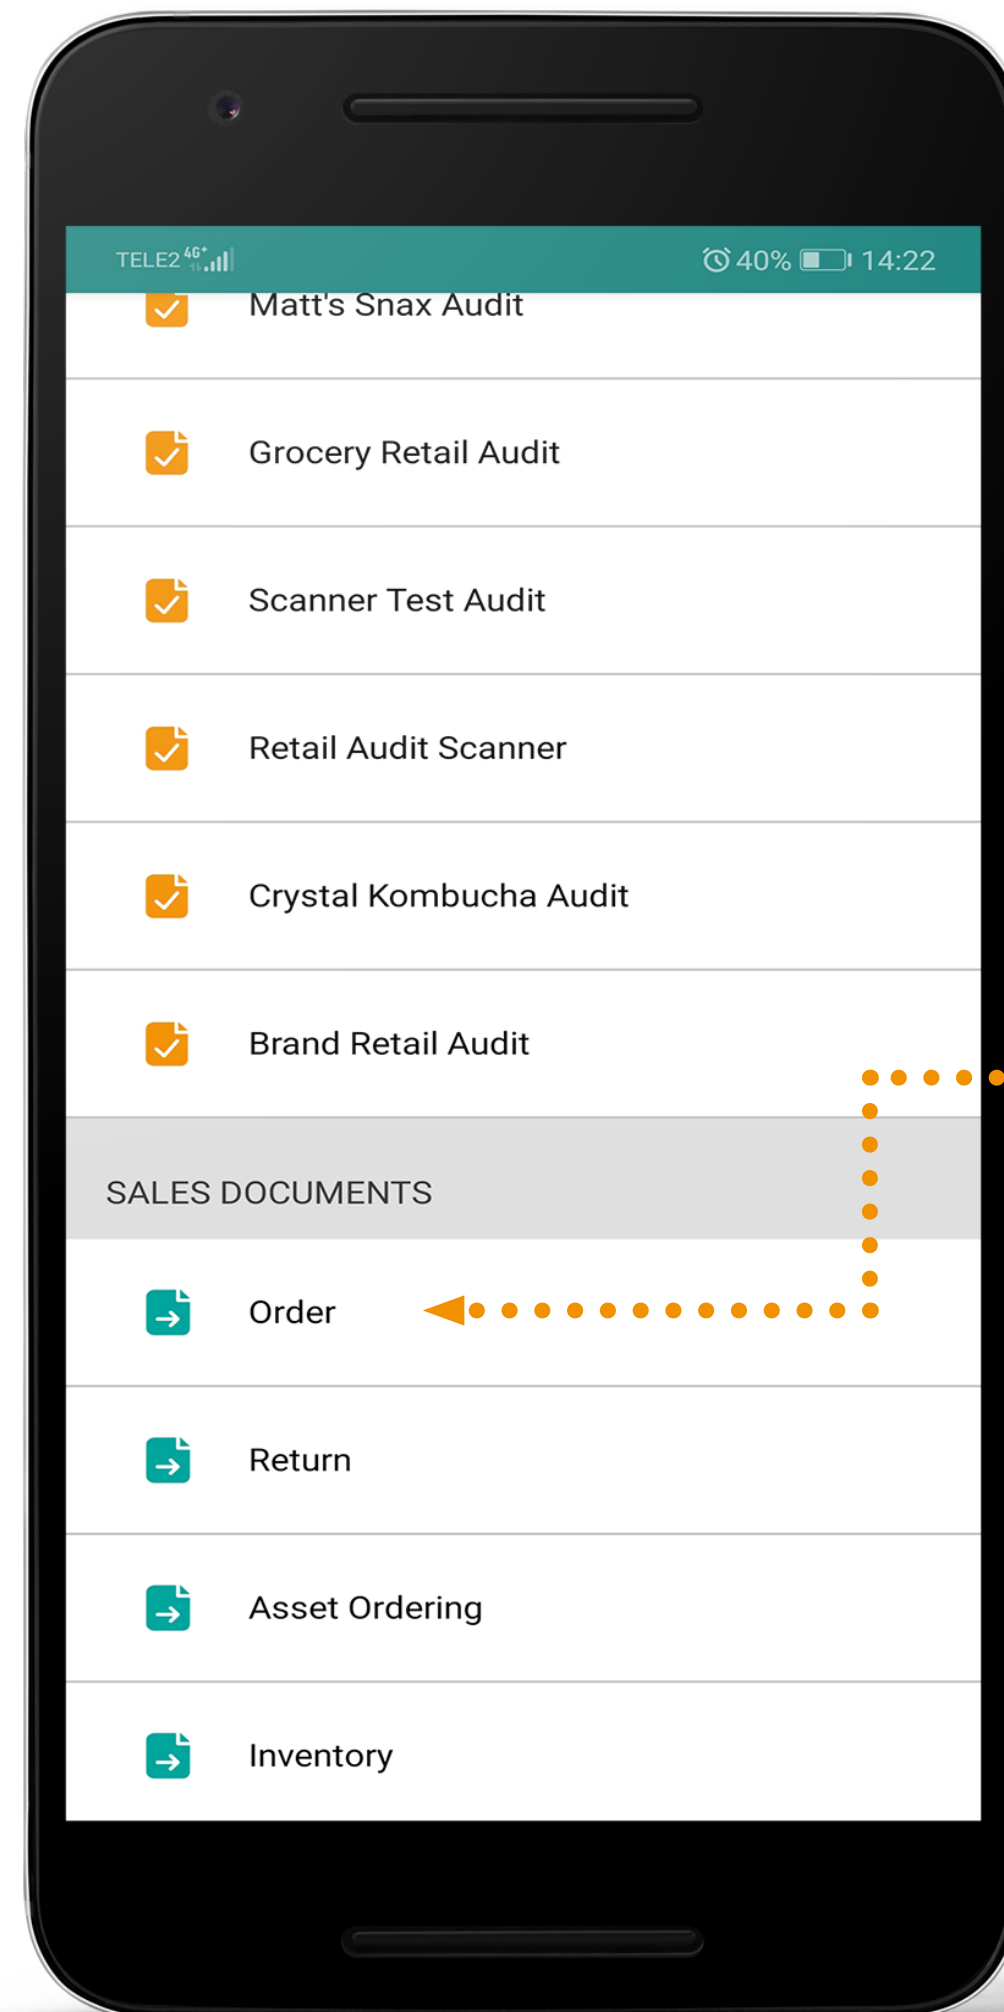 TELE2 4G+ 40% 14:22
Matt's Snax Audit
Grocery Retail Audit
Scanner Test Audit
Retail Audit Scanner
Crystal Kombucha Audit
Brand Retail Audit
SALES DOCUMENTS
Order
Return
Asset Ordering
Inventory